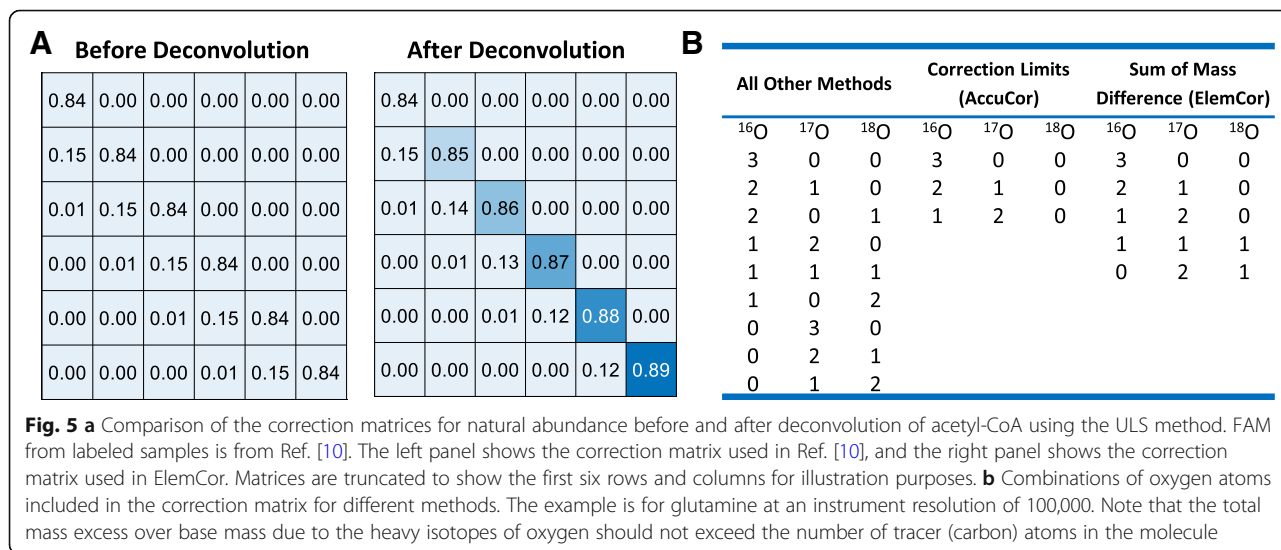 A
Before Deconvolution
0.84 0.00 0.00 0.00 0.00 0.00
0.15 0.84 0.00 0.00 0.00 0.00
0.01 0.15 0.84 0.00 0.00 0.00
0.00 0.01 0.15 0.84 0.00 0.00
0.00 0.00 0.01 0.15 0.84 0.00
0.00 0.00 0.00 0.01 0.15 0.84
After Deconvolution
0.84 0.00 0.00 0.00 0.00 0.00
0.15 0.85 0.00 0.00 0.00 0.00
0.01 0.14 0.86 0.00 0.00 0.00
0.00 0.01 0.13 0.87 0.00 0.00
0.00 0.00 0.01 0.12 0.88 0.00
0.00 0.00 0.00 0.00 0.12 0.89
B
All Other Methods
Correction Limits
(AccuCor)
Sum of Mass
Difference (ElemCor)
¹⁶O ¹⁷O ¹⁸O ¹⁶O ¹⁷O ¹⁸O ¹⁶O ¹⁷O ¹⁸O
3 0 0 3 0 0 3 0 0
2 1 0 2 1 0 2 1 0
2 0 1 1 2 0 1 2 0
1 2 0 1 1 1
1 1 1 0 2 1
1 0 2
0 3 0
0 2 1
0 1 2
Fig. 5 a Comparison of the correction matrices for natural abundance before and after deconvolution of acetyl-CoA using the ULS method. FAM
from labeled samples is from Ref. [10]. The left panel shows the correction matrix used in Ref. [10], and the right panel shows the correction
matrix used in ElemCor. Matrices are truncated to show the first six rows and columns for illustration purposes. b Combinations of oxygen atoms
included in the correction matrix for different methods. The example is for glutamine at an instrument resolution of 100,000. Note that the total
mass excess over base mass due to the heavy isotopes of oxygen should not exceed the number of tracer (carbon) atoms in the molecule